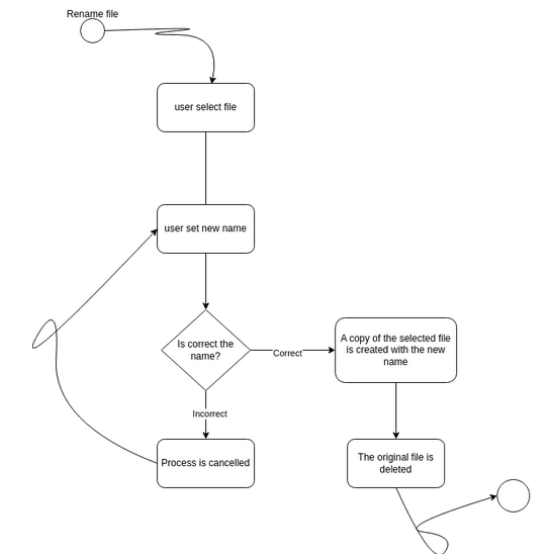 Rename file
user select file
user set new name
Is correct the
name?
Correct
A copy of the selected file
is created with the new
name
Incorrect
Process is cancelled
The original file is
deleted